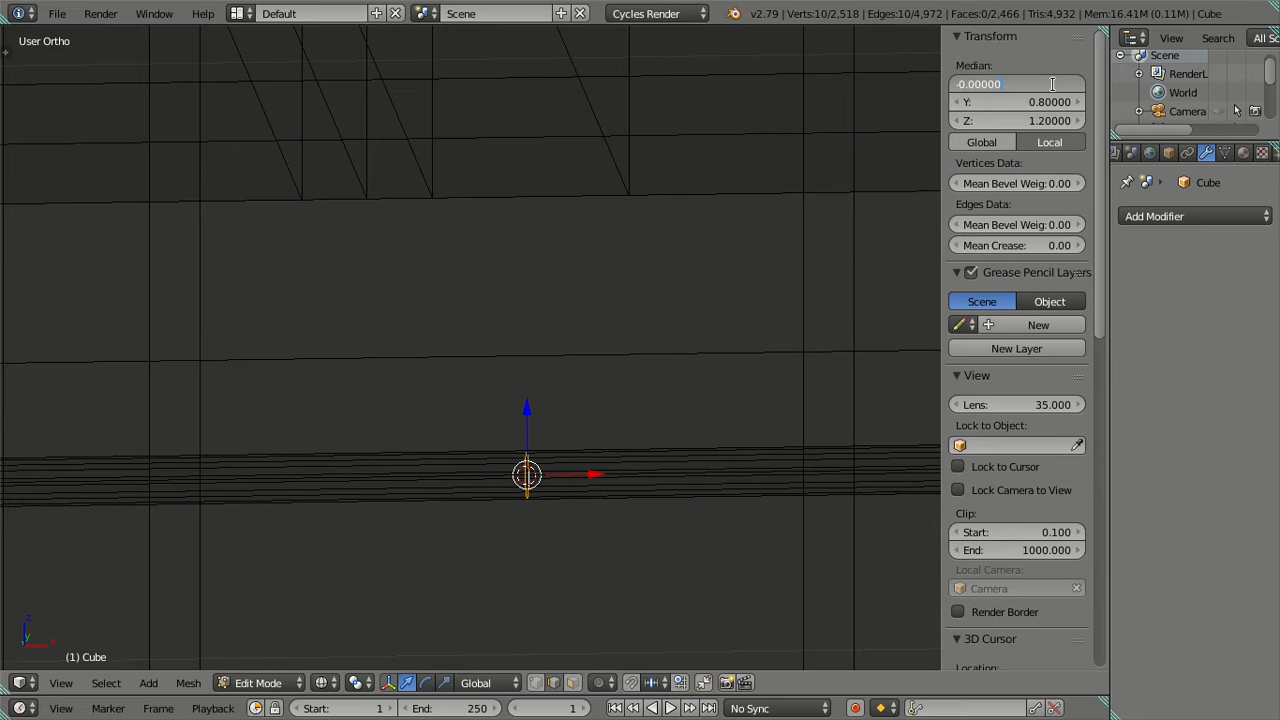 File Render Window Help Default Scene Cycles Render v2.79 | Verts:10/2,518 | Edges:10/4,972 | Faces:0/2,466 | Tris:4,932 | Mem:16.41M (0.11M) | Cube
User Ortho
Transform
View Search All Sc
Scene
Median:
RenderL
-0.00000
World
Y: 0.80000
Camera
Z: 1.20000
Global Local
Vertices Data:
Mean Bevel Weig: 0.00
Cube
Edges Data:
Add Modifier
Mean Bevel Weig: 0.00
Mean Crease: 0.00
Grease Pencil Layers
Scene Object
New
New Layer
View
Lens: 35.000
Lock to Object:
Lock to Cursor
Lock Camera to View
Clip:
Start: 0.100
End: 1000.000
Local Camera:
Camera
Render Border
3D Cursor
z
y
x
(1) Cube
Location:
View Select Add Mesh Edit Mode Global
View Marker Frame Playback Start: 1 End: 250 1 No Sync